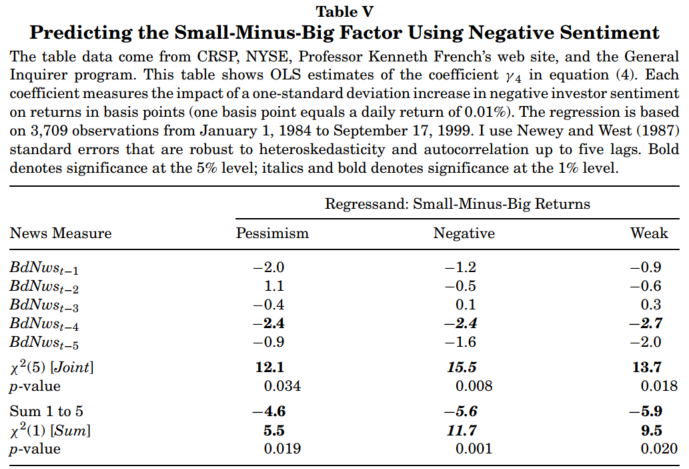 Table V
Predicting the Small-Minus-Big Factor Using Negative Sentiment
The table data come from CRSP, NYSE, Professor Kenneth French's web site, and the General
Inquirer program. This table shows OLS estimates of the coefficient γ₄ in equation (4). Each
coefficient measures the impact of a one-standard deviation increase in negative investor sentiment
on returns in basis points (one basis point equals a daily return of 0.01%). The regression is based
on 3,709 observations from January 1, 1984 to September 17, 1999. I use Newey and West (1987)
standard errors that are robust to heteroskedasticity and autocorrelation up to five lags. Bold
denotes significance at the 5% level; italics and bold denotes significance at the 1% level.
Regressand: Small-Minus-Big Returns
News Measure Pessimism Negative Weak
BdNwsₜ₋₁ −2.0 −1.2 −0.9
BdNwsₜ₋₂ 1.1 −0.5 −0.6
BdNwsₜ₋₃ −0.4 0.1 0.3
BdNwsₜ₋₄ −2.4 −2.4 −2.7
BdNwsₜ₋₅ −0.9 −1.6 −2.0
χ²(5) [Joint] 12.1 15.5 13.7
p-value 0.034 0.008 0.018
Sum 1 to 5 −4.6 −5.6 −5.9
χ²(1) [Sum] 5.5 11.7 9.5
p-value 0.019 0.001 0.020